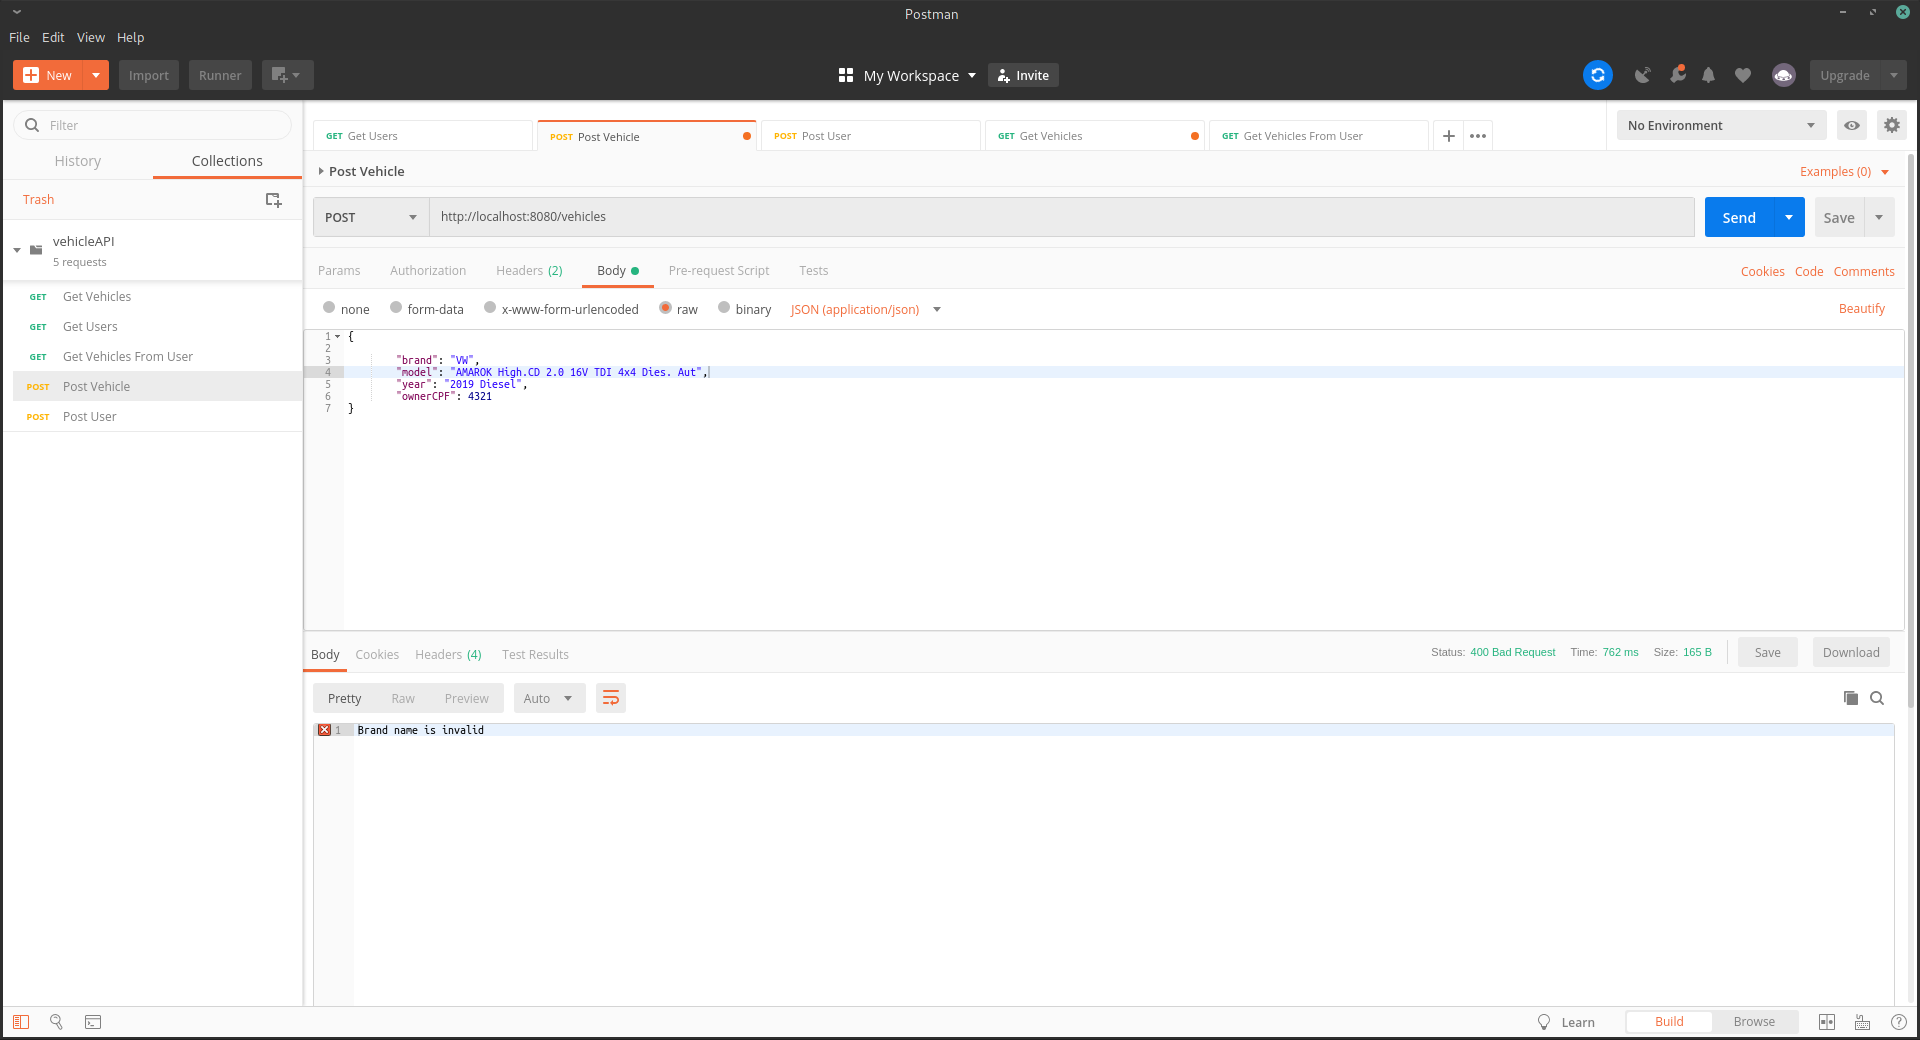 Postman
File Edit View Help
New Import Runner My Workspace Invite Upgrade
Filter
History Collections
Trash
vehicleAPI
5 requests
GET Get Vehicles
GET Get Users
GET Get Vehicles From User
POST Post Vehicle
POST Post User
GET Get Users POST Post Vehicle POST Post User GET Get Vehicles GET Get Vehicles From User No Environment
Post Vehicle Examples (0)
POST http://localhost:8080/vehicles Send Save
Params Authorization Headers (2) Body Pre-request Script Tests Cookies Code Comments
none form-data x-www-form-urlencoded raw binary JSON (application/json) Beautify
1 {
2
3 "brand": "VW",
4 "model": "AMAROK High.CD 2.0 16V TDI 4x4 Dies. Aut",
5 "year": "2019 Diesel",
6 "ownerCPF": 4321
7 }
Body Cookies Headers (4) Test Results Status: 400 Bad Request Time: 762 ms Size: 165 B Save Download
Pretty Raw Preview Auto
1 Brand name is invalid
Learn Build Browse